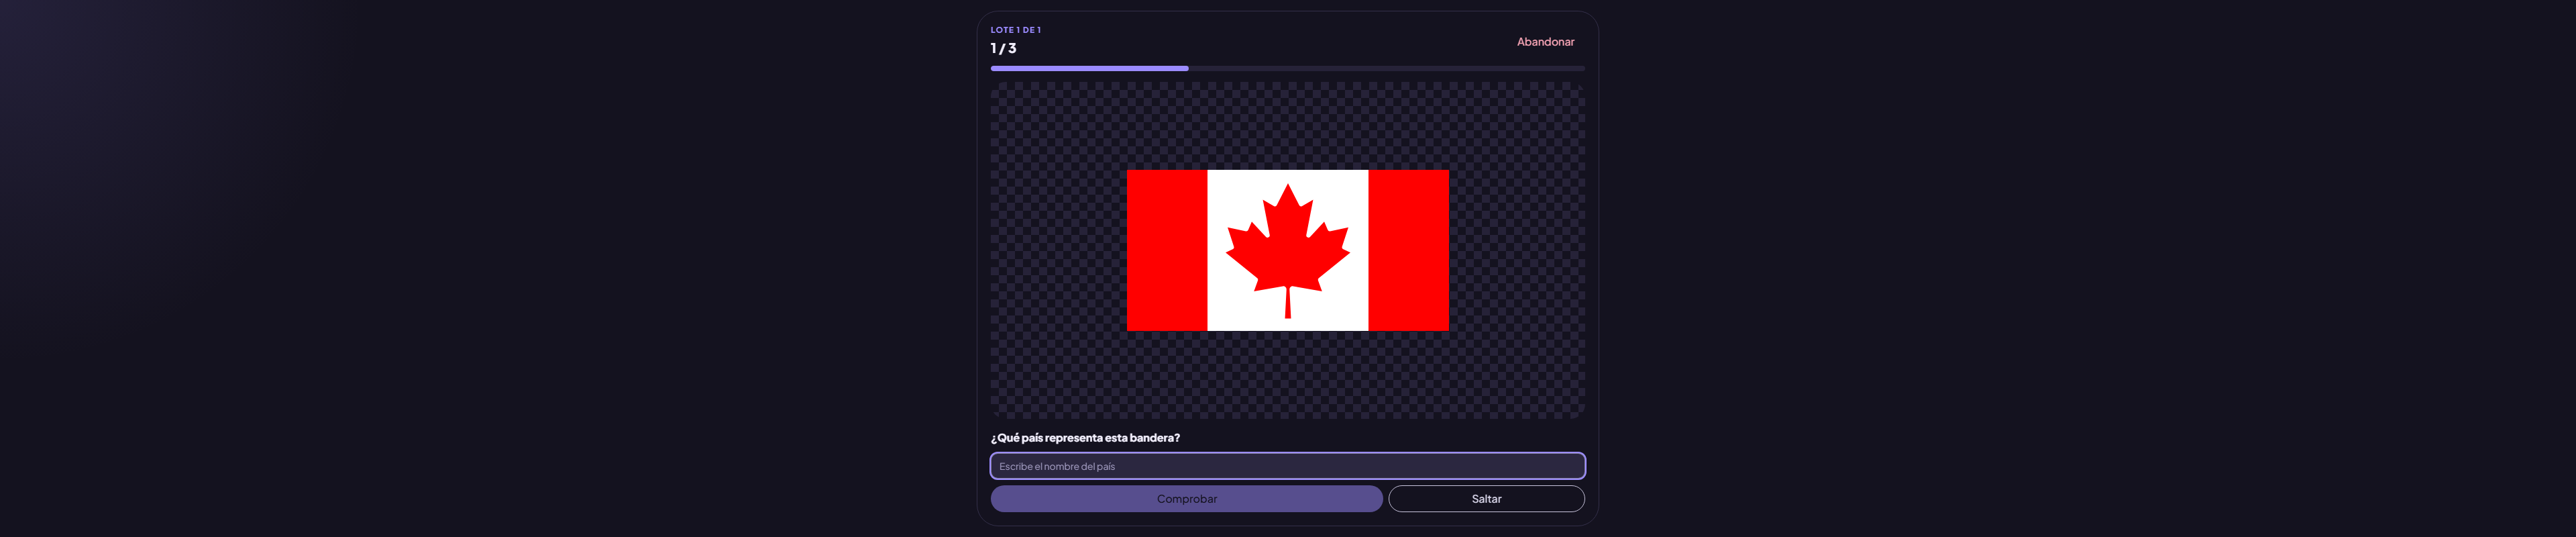 LOTE 1 DE 1
1 / 3
Abandonar
¿Qué país representa esta bandera?
Escribe el nombre del país
Comprobar
Saltar